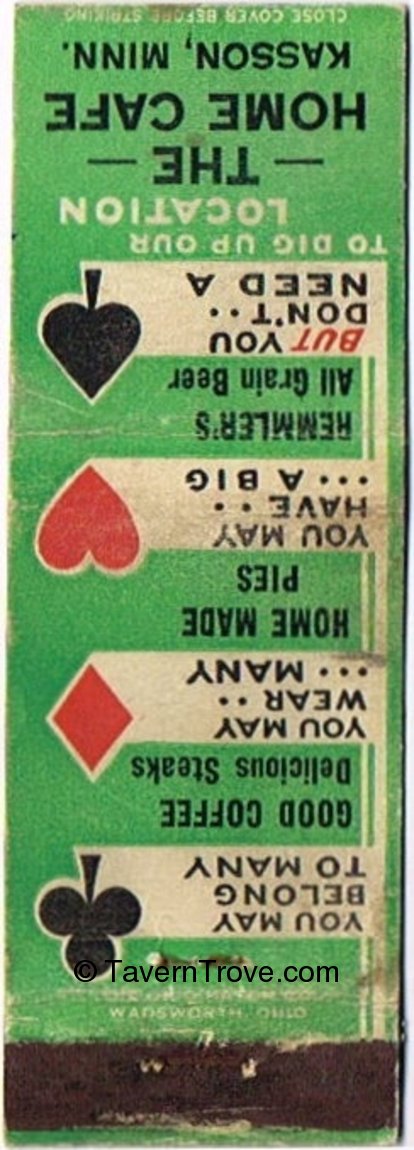 YOU MAY
BELONG
TO MANY
GOOD COFFEE
Delicious Steaks
YOU MAY
WEAR ··
··· MANY
HOME MADE
PIES
YOU MAY
HAVE ··
··· A BIG
REMMLER'S
All Grain Beer
BUT YOU
DON'T ··
NEED A
TO DIG UP OUR
LOCATION
— THE —
HOME CAFE
KASSON, MINN.
CLOSE COVER BEFORE STRIKING
© TavernTrove.com
WADSWORTH, OHIO